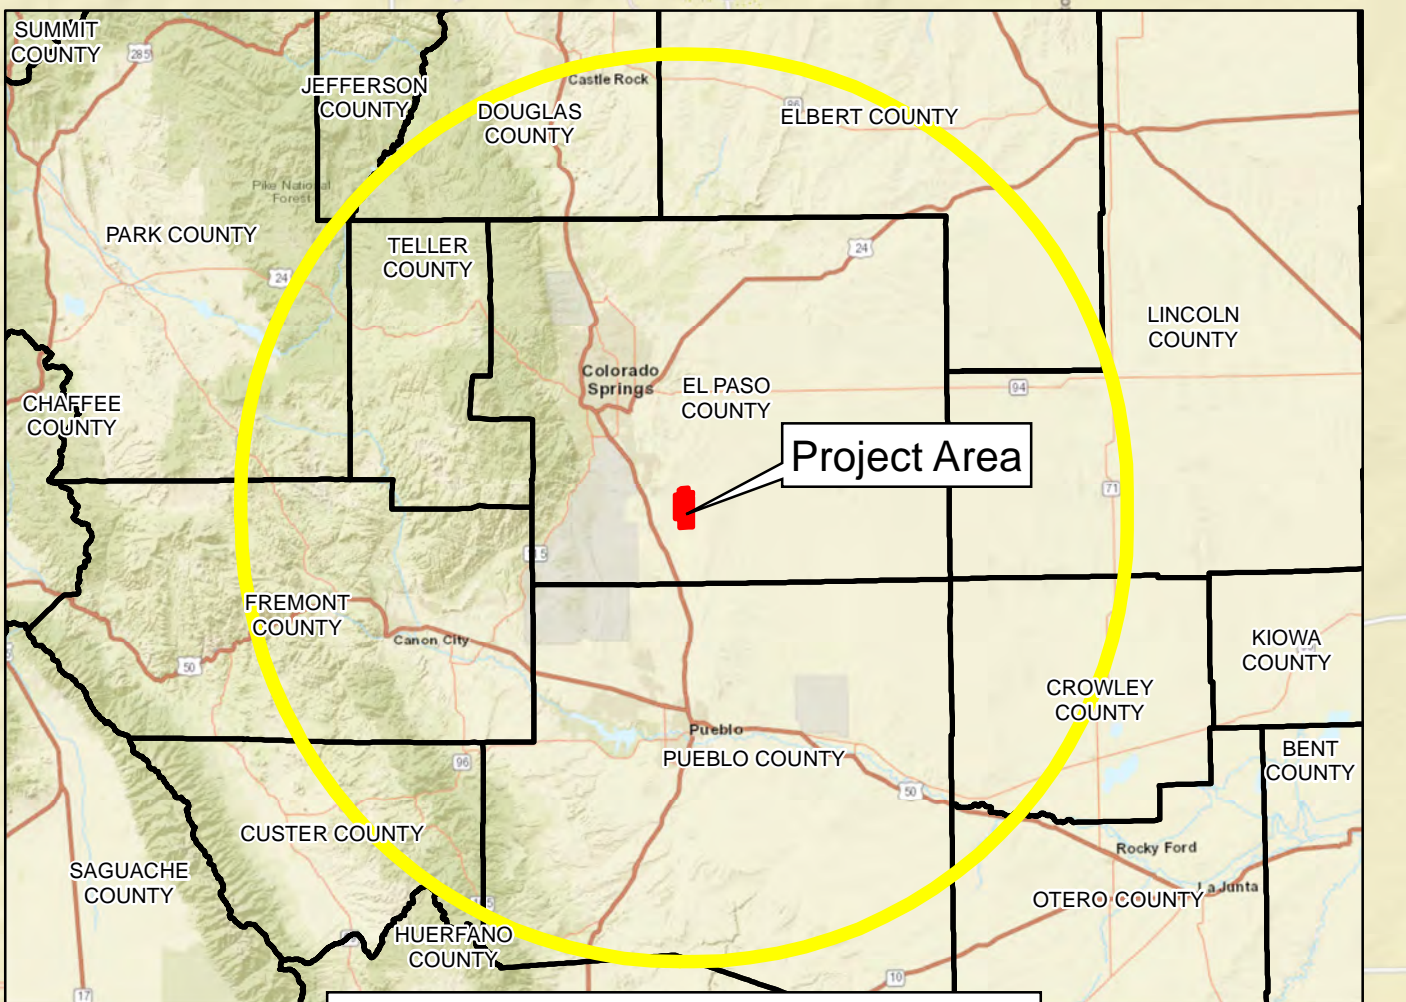 SUMMIT
COUNTY
285
JEFFERSON
COUNTY
Castle Rock
DOUGLAS
COUNTY
86
ELBERT COUNTY
Pike National
Forest
PARK COUNTY
TELLER
COUNTY
24
24
LINCOLN
COUNTY
Colorado
Springs
EL PASO
COUNTY
94
CHAFFEE
COUNTY
Project Area
71
115
FREMONT
COUNTY
Canon City
50
KIOWA
COUNTY
CROWLEY
COUNTY
Pueblo
PUEBLO COUNTY
BENT
COUNTY
96
50
CUSTER COUNTY
Rocky Ford
SAGUACHE
COUNTY
La Junta
OTERO COUNTY
HUERFANO
COUNTY
10
17